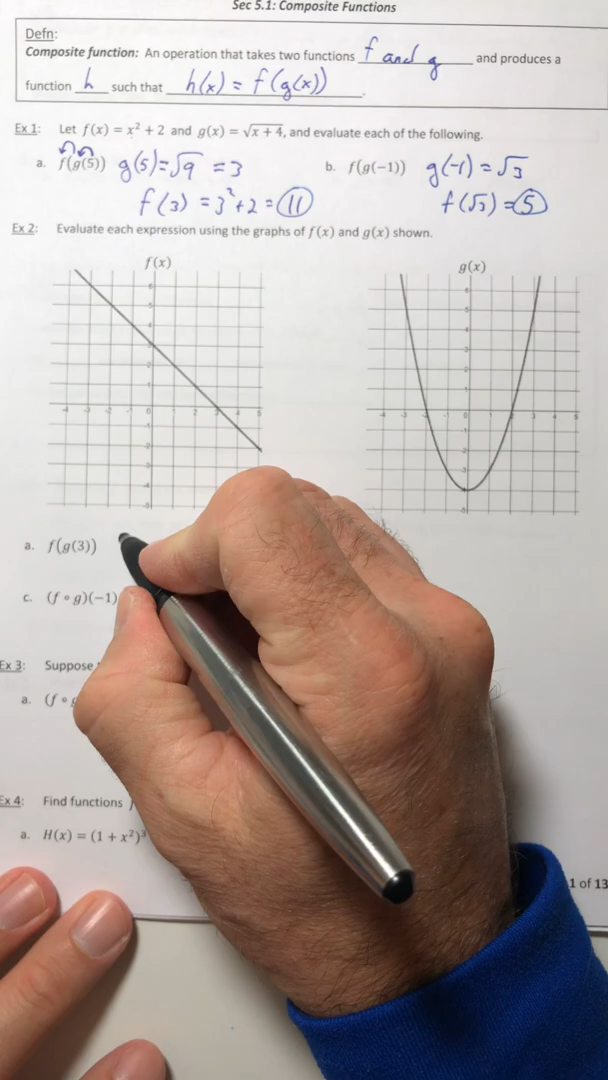 Sec 5.1: Composite Functions
Defn:
Composite function: An operation that takes two functions f and g and produces a
function h such that h(x) = f(g(x)).
Ex 1: Let f(x) = x² + 2 and g(x) = √x + 4, and evaluate each of the following.
a. f(g(5)) g(5)=√9 = 3 b. f(g(−1)) g(-1) = √3
f(3) = 3²+2 = 11 f(√3) = 5
Ex 2: Evaluate each expression using the graphs of f(x) and g(x) shown.
f(x) g(x)
a. f(g(3))
c. (f ∘ g)(−1)
Ex 3: Suppose
a. (f ∘ g
Ex 4: Find functions
a. H(x) = (1 + x²)³
1 of 13